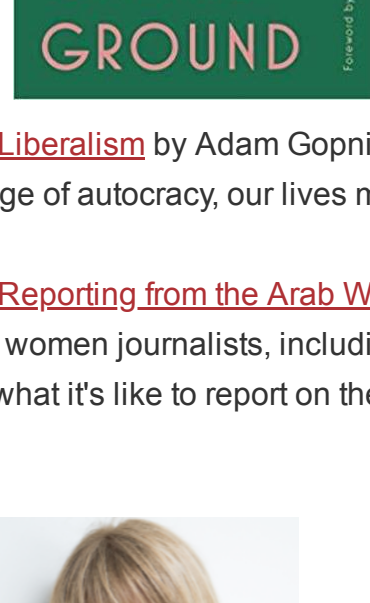 GROUND
Foreword by
Liberalism by Adam Gopni
ge of autocracy, our lives m
Reporting from the Arab W
women journalists, includi
what it's like to report on the